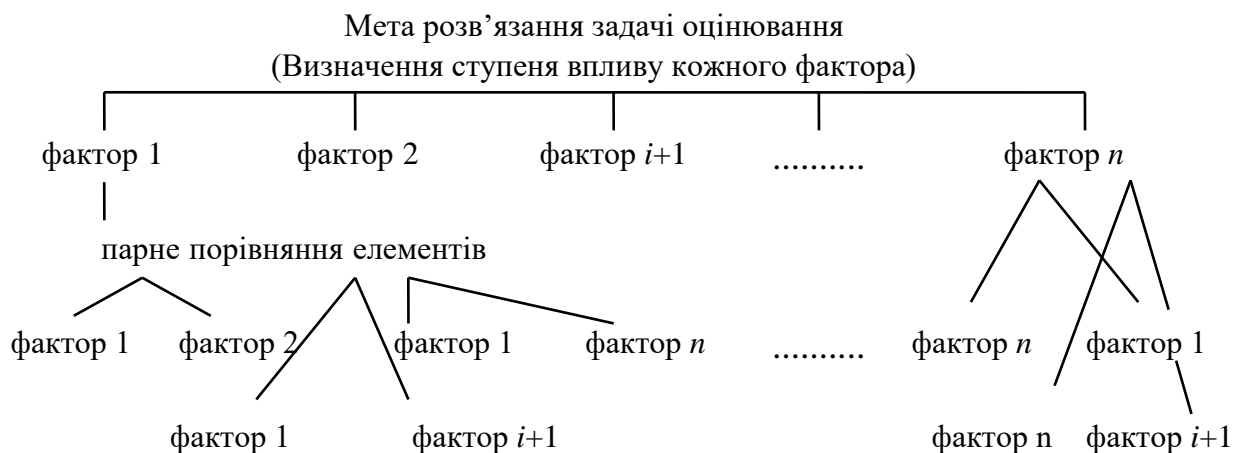 Мета розв’язання задачі оцінювання
(Визначення ступеня впливу кожного фактора)
фактор 1 фактор 2 фактор i+1 .......... фактор n
парне порівняння елементів
фактор 1 фактор 2 фактор 1 фактор n .......... фактор n фактор 1
фактор 1 фактор i+1 фактор n фактор i+1